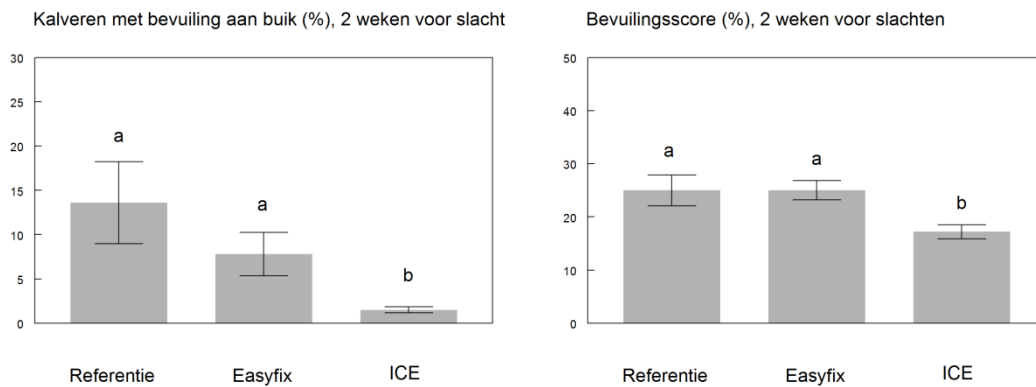 Kalveren met bevuiling aan buik (%), 2 weken voor slacht
30
25
20
15
10
5
0
a
a
b
Referentie
Easyfix
ICE
Bevuilingsscore (%), 2 weken voor slachten
50
40
30
20
10
0
a
a
b
Referentie
Easyfix
ICE